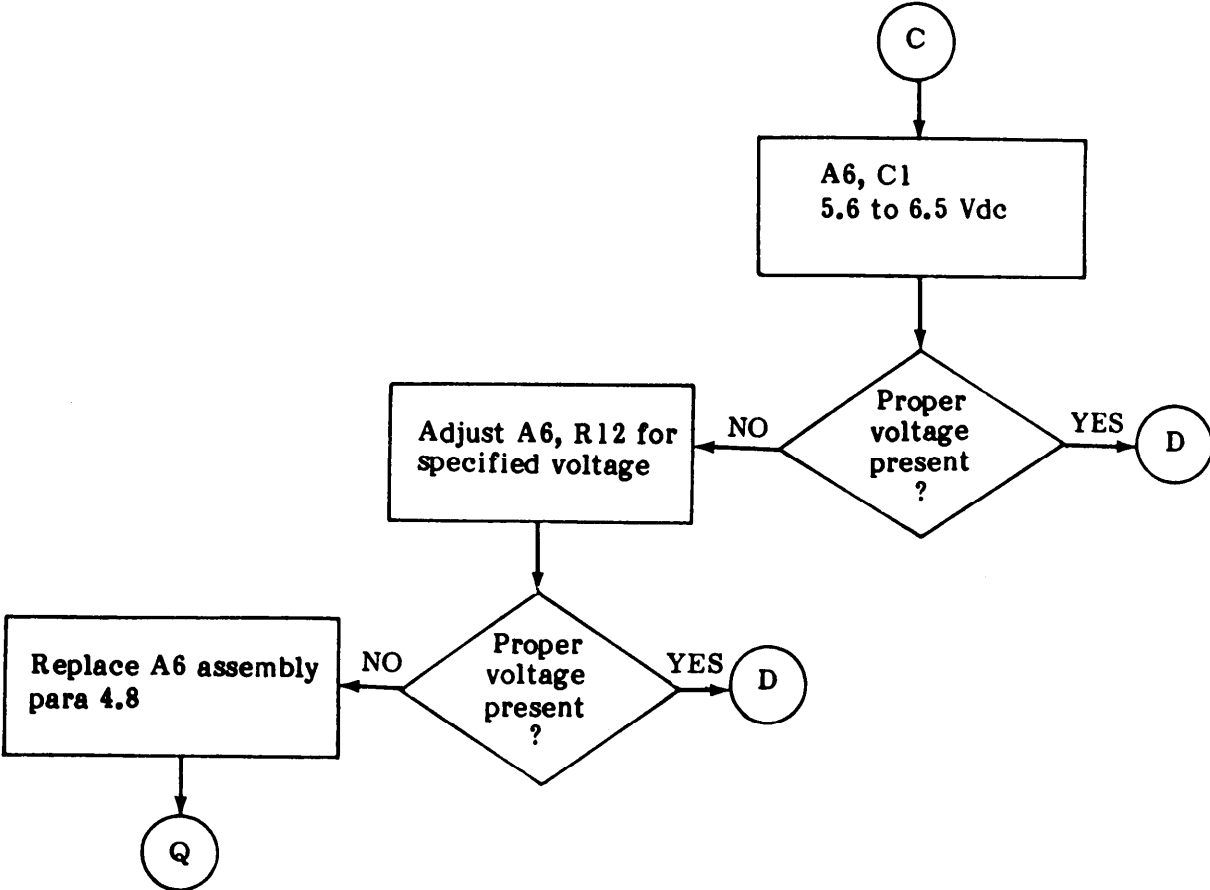 C
A6, C1
5.6 to 6.5 Vdc
Proper
voltage
present
?
YES
D
NO
Adjust A6, R12 for
specified voltage
Proper
voltage
present
?
YES
D
NO
Replace A6 assembly
para 4.8
Q